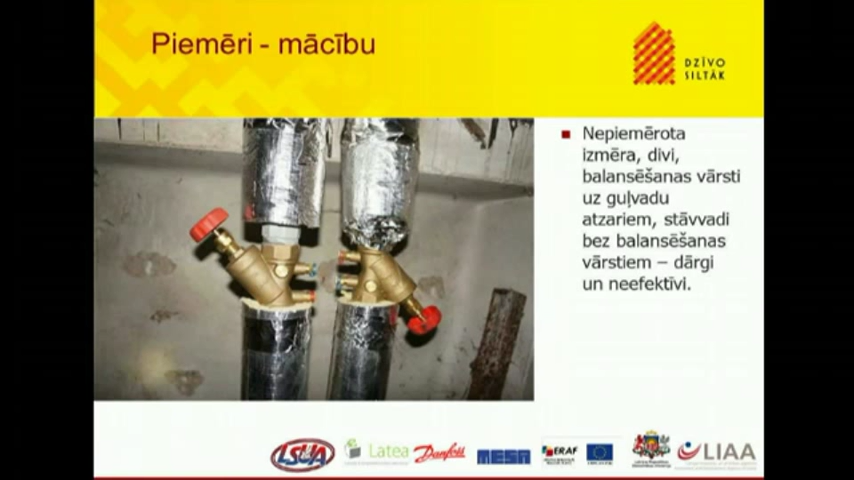 Piemēri - mācību
DZĪVO
SILTĀK
Nepiemērota
izmēra, divi,
balansēšanas vārsti
uz guļvadu
atzariem, stāvvadi
bez balansēšanas
vārstiem – dārgi
un neefektīvi.
Latea
Danfoss
ERAF
LIAA